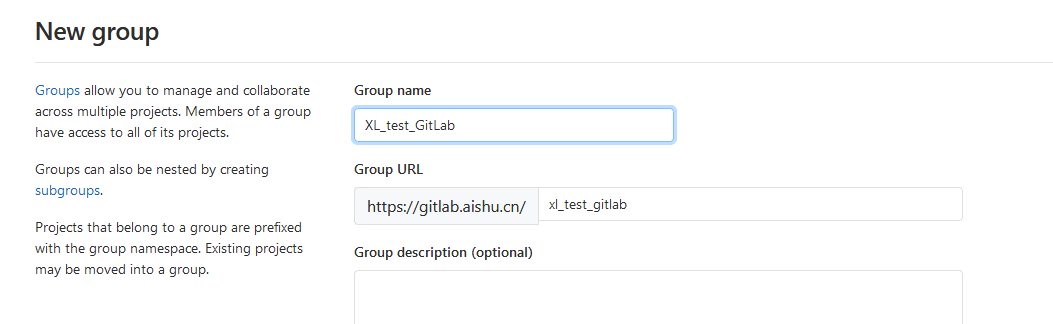 New group
Groups allow you to manage and collaborate
across multiple projects. Members of a group
have access to all of its projects.
Groups can also be nested by creating
subgroups.
Projects that belong to a group are prefixed
with the group namespace. Existing projects
may be moved into a group.
Group name
XL_test_GitLab
Group URL
https://gitlab.aishu.cn/ xl_test_gitlab
Group description (optional)